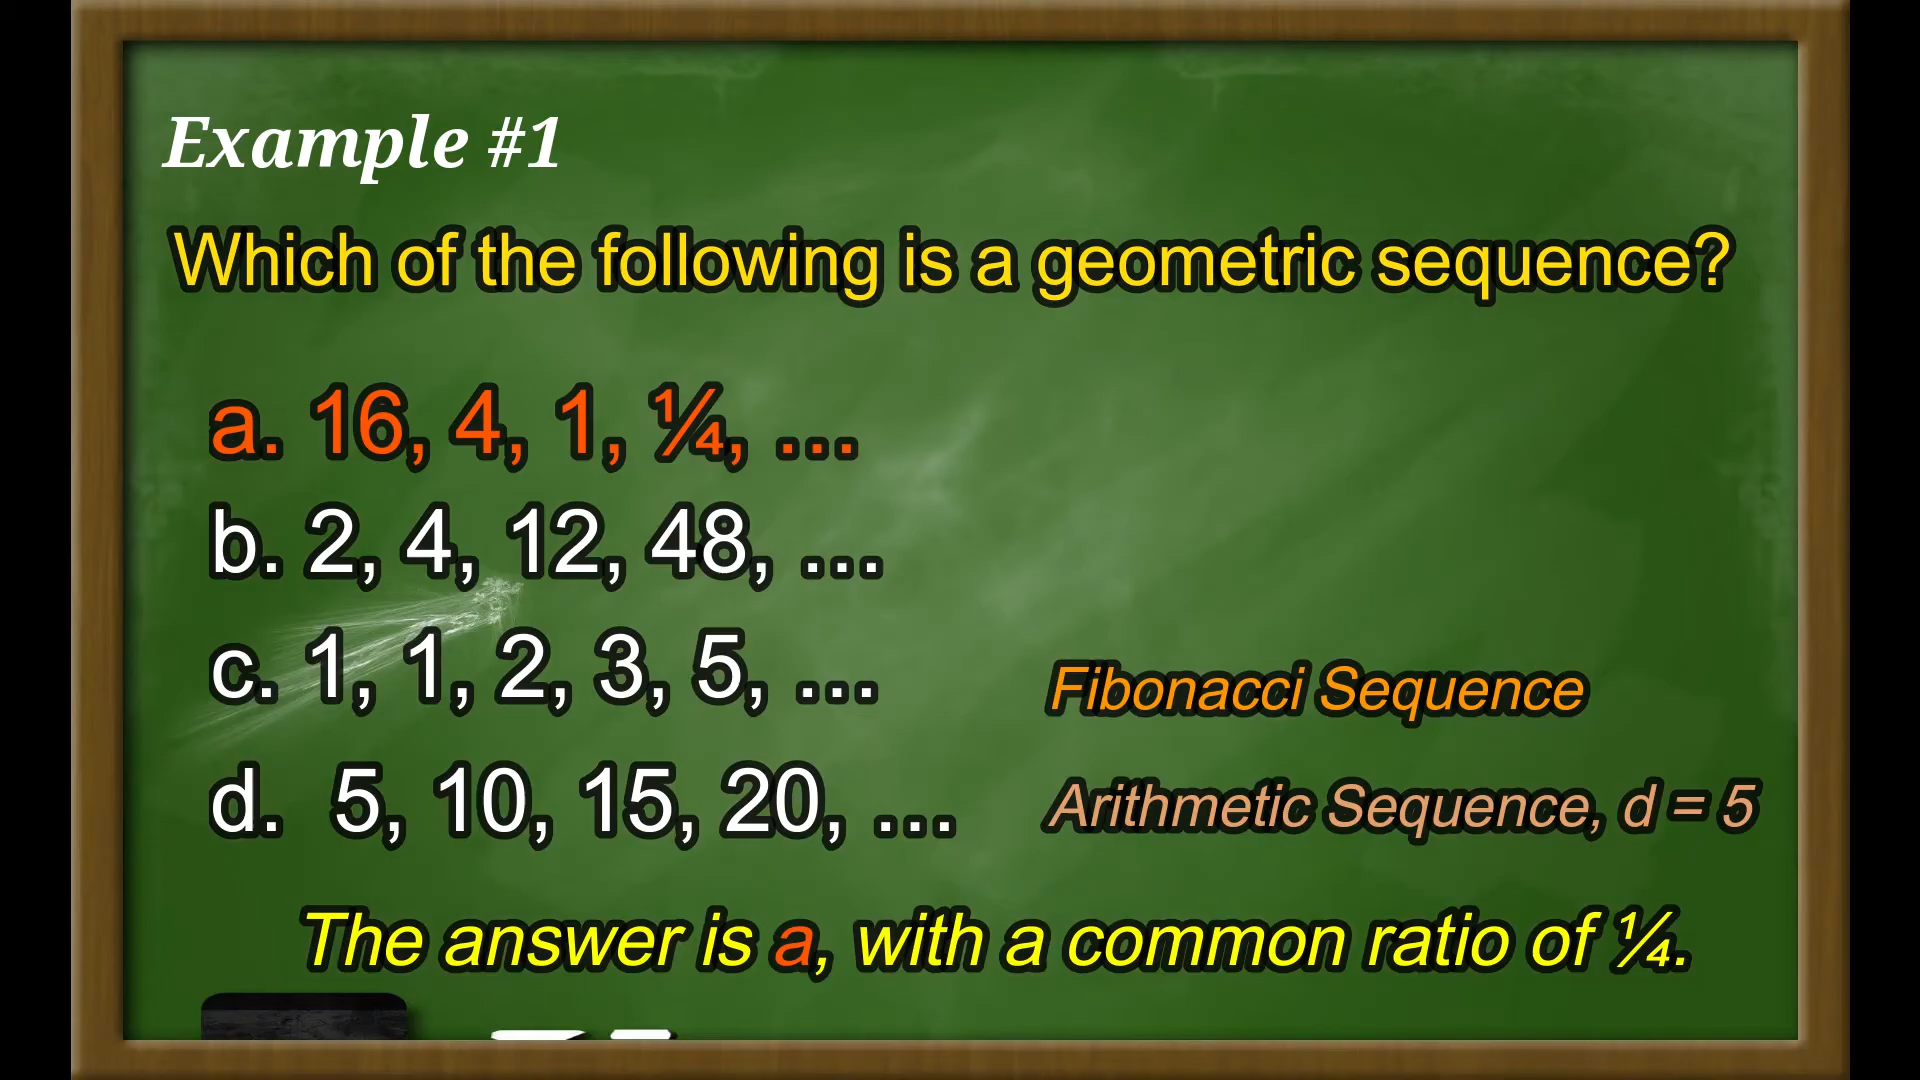 Example #1
Which of the following is a geometric sequence?
a. 16, 4, 1, ¼, ...
b. 2, 4, 12, 48, ...
c. 1, 1, 2, 3, 5, ...
Fibonacci Sequence
d. 5, 10, 15, 20, ...
Arithmetic Sequence, d = 5
The answer is a, with a common ratio of ¼.